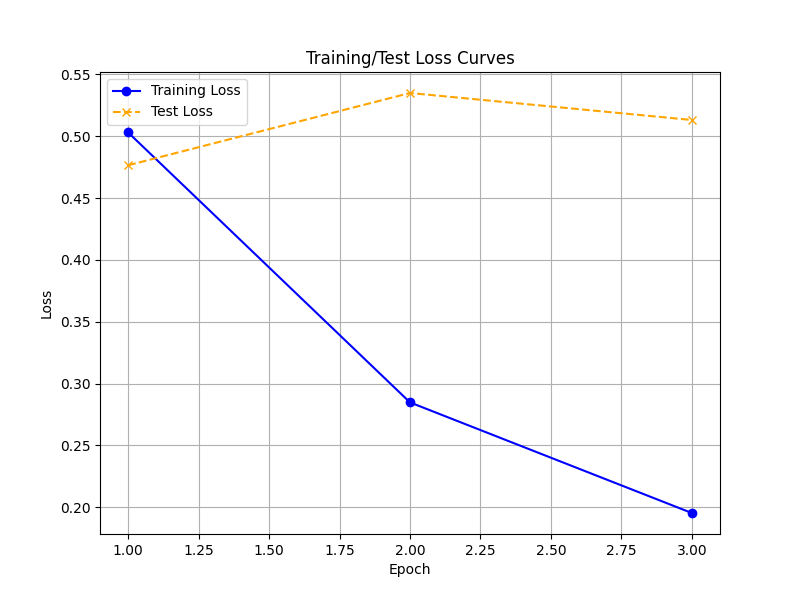 Training/Test Loss Curves
Training Loss
Test Loss
0.55
0.50
0.45
0.40
0.35
0.30
0.25
0.20
Loss
1.00 1.25 1.50 1.75 2.00 2.25 2.50 2.75 3.00
Epoch